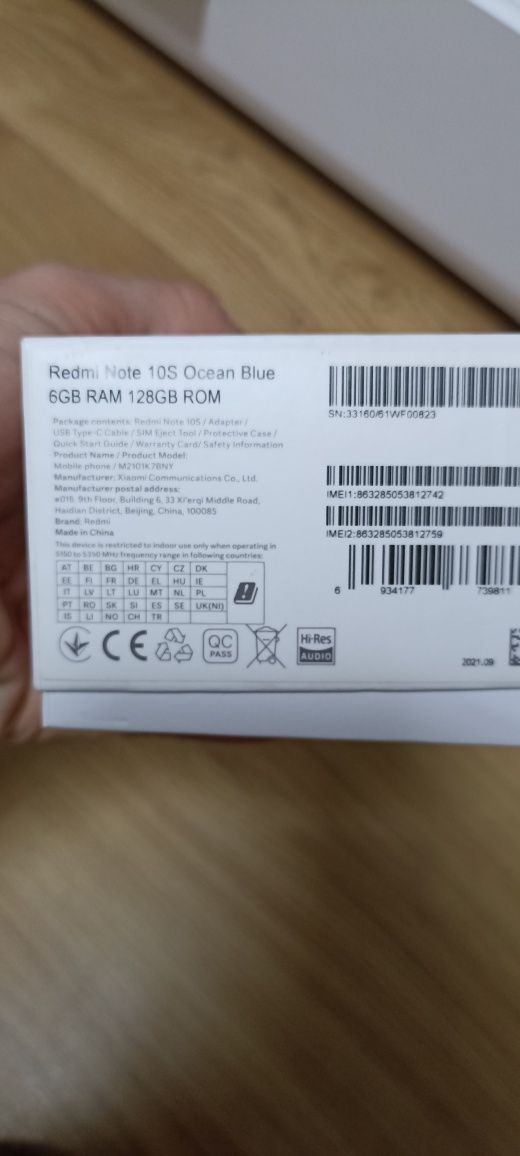 Redmi Note 10S Ocean Blue
6GB RAM 128GB ROM
Package contents: Redmi Note 10S / Adapter /
USB Type-C Cable / SIM Eject Tool / Protective Case /
Quick Start Guide / Warranty Card/ Safety Information
Product Name / Product Model:
Mobile phone / M2101K7BNY
Manufacturer: Xiaomi Communications Co., Ltd.
Manufacturer postal address:
#019, 9th Floor, Building 6, 33 Xi'erqi Middle Road,
Haidian District, Beijing, China, 100085
Brand: Redmi
Made in China
This device is restricted to indoor use only when operating in
5150 to 5350 MHz frequency range in following countries:
AT BE BG HR CY CZ DK
EE FI FR DE EL HU IE
IT LV LT LU MT NL PL
PT RO SK SI ES SE UK(NI)
IS LI NO CH TR
CE
QC
PASS
Hi-Res
AUDIO
SN:33160/61WF00823
IMEI1:863285053812742
IMEI2:863285053812759
6 934177 739811
2021.09